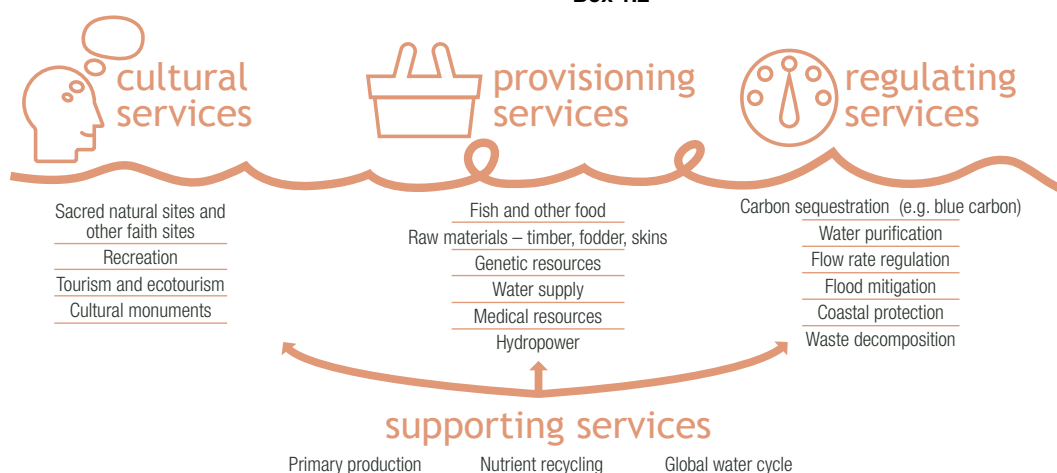 Box 1.2
cultural
services
Sacred natural sites and
other faith sites
Recreation
Tourism and ecotourism
Cultural monuments
provisioning
services
Fish and other food
Raw materials – timber, fodder, skins
Genetic resources
Water supply
Medical resources
Hydropower
regulating
services
Carbon sequestration (e.g. blue carbon)
Water purification
Flow rate regulation
Flood mitigation
Coastal protection
Waste decomposition
supporting services
Primary production
Nutrient recycling
Global water cycle